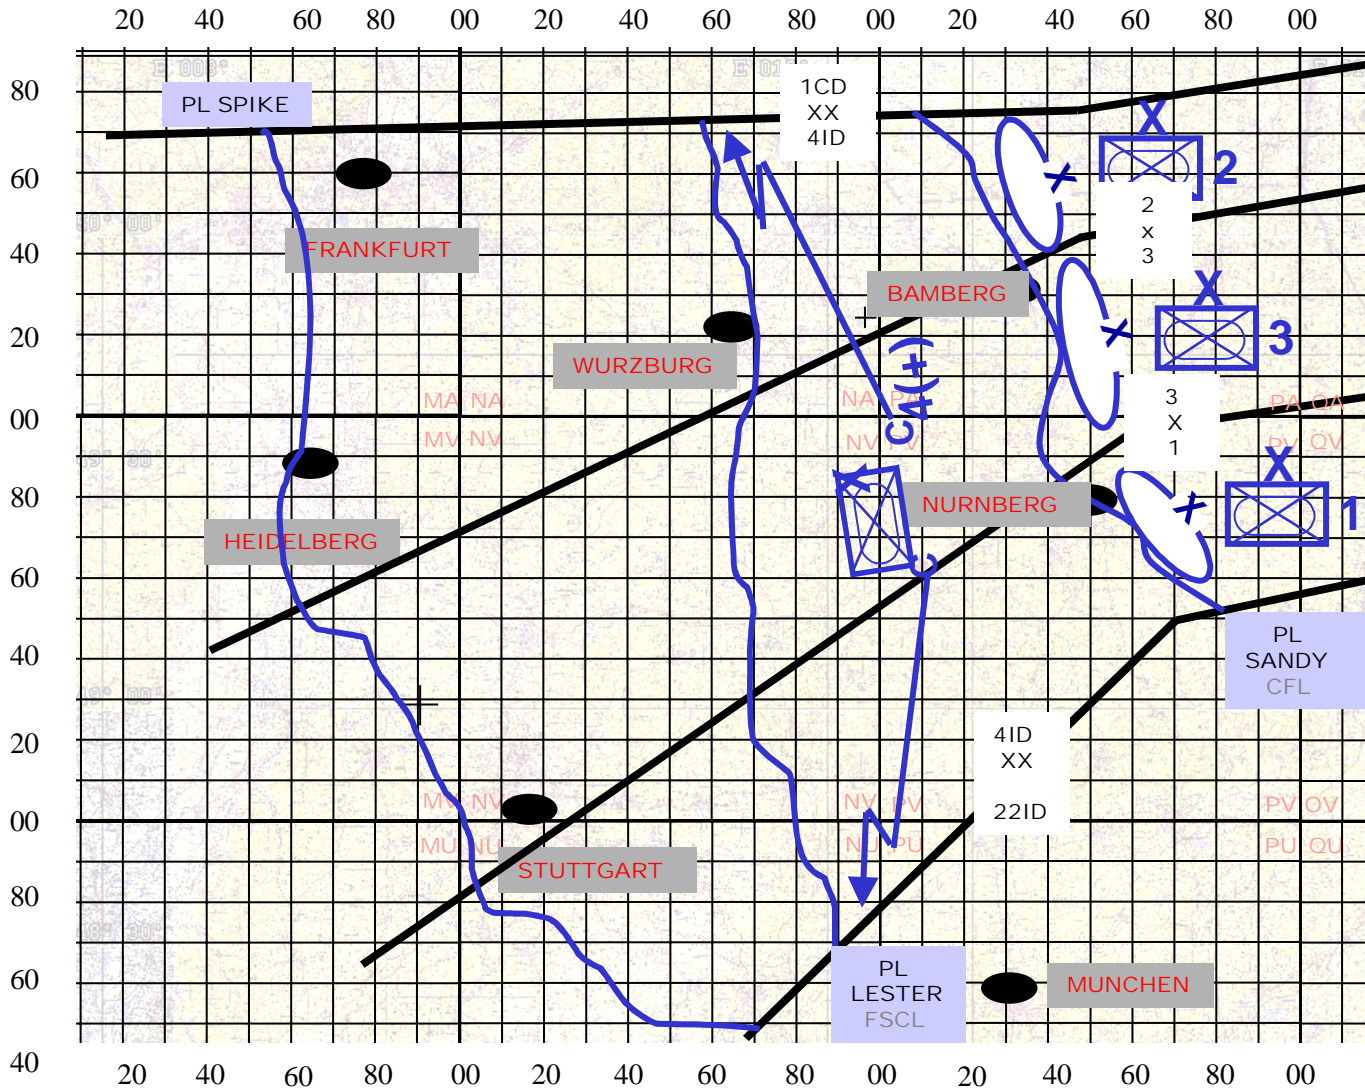 20 40 60 80 00 20 40 60 80 00 20 40 60 80 00
80
PL SPIKE
1CD
XX
4ID
X
2
60
FRANKFURT
x
2
x
3
40
BAMBERG
X
3
20
WURZBURG
x
C4(+)
00
MA NA
NA PA
PA QA
MV NV
NV PV
PV QV
3
X
1
X
1
80
NURNBERG
x
HEIDELBERG
C
60
PL
SANDY
CFL
40
20
4ID
XX
22ID
MV NV
NV PV
PV QV
00
MU NU
NU PU
PU QU
STUTTGART
80
PL
LESTER
FSCL
MUNCHEN
60
40
20 40 60 80 00 20 40 60 80 00 20 40 60 80 00